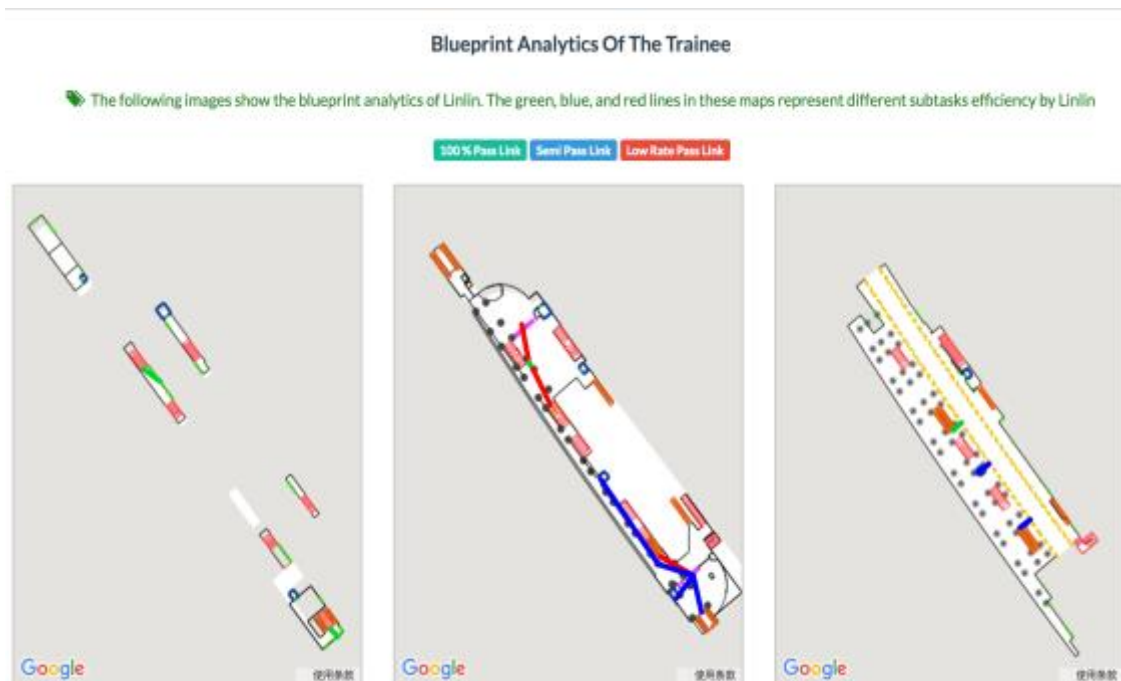 Blueprint Analytics Of The Trainee
The following images show the blueprint analytics of Linlin. The green, blue, and red lines in these maps represent different subtasks efficiency by Linlin
100 % Pass Link Semi Pass Link Low Rate Pass Link
Google 使用条款 Google 使用条款 Google 使用条款